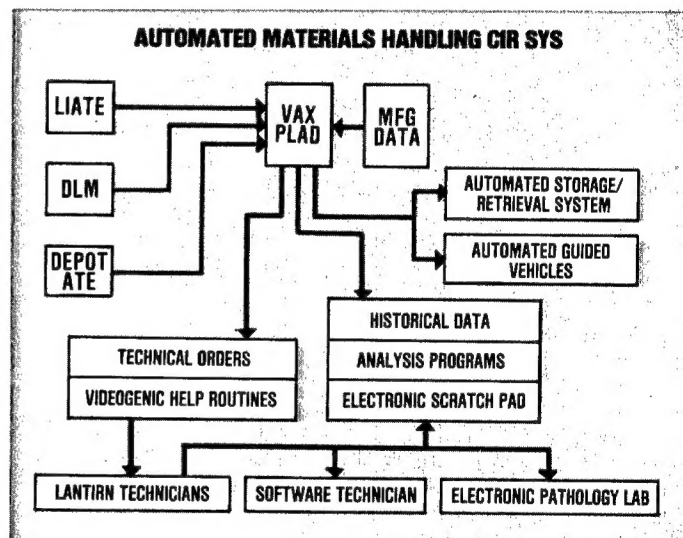 AUTOMATED MATERIALS HANDLING CIR SYS
LIATE
VAX
PLAD
MFG
DATA
DLM
AUTOMATED STORAGE/
RETRIEVAL SYSTEM
DEPOT
ATE
AUTOMATED GUIDED
VEHICLES
HISTORICAL DATA
TECHNICAL ORDERS
ANALYSIS PROGRAMS
VIDEOGENIC HELP ROUTINES
ELECTRONIC SCRATCH PAD
LANTIRN TECHNICIANS
SOFTWARE TECHNICIAN
ELECTRONIC PATHOLOGY LAB